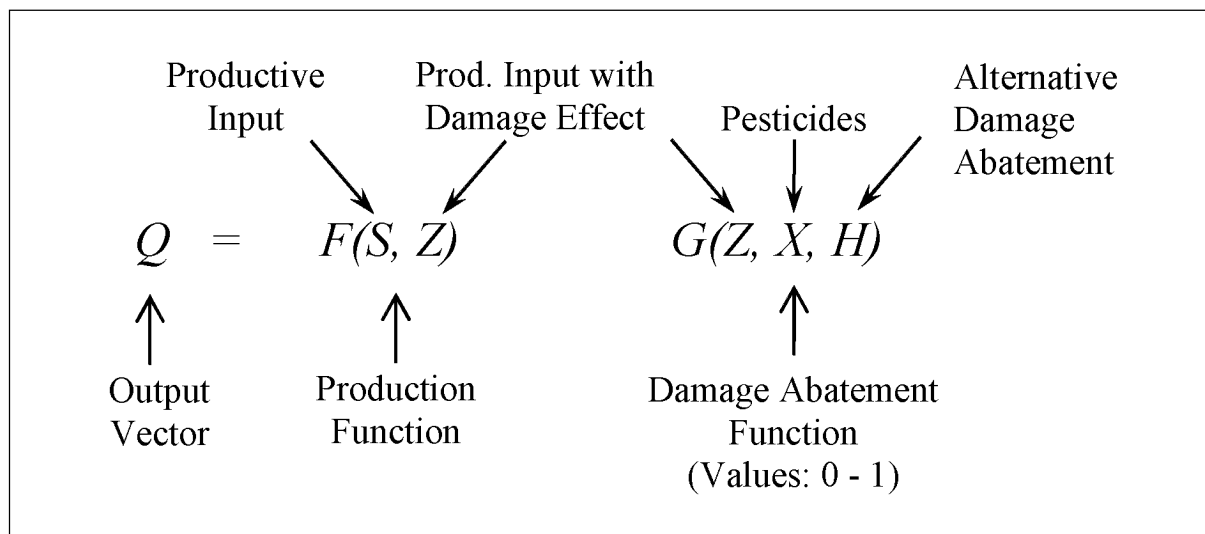 Productive
Input
Prod. Input with
Damage Effect
Pesticides
Alternative
Damage
Abatement
Q = F(S, Z) G(Z, X, H)
Output
Vector
Production
Function
Damage Abatement
Function
(Values: 0 - 1)